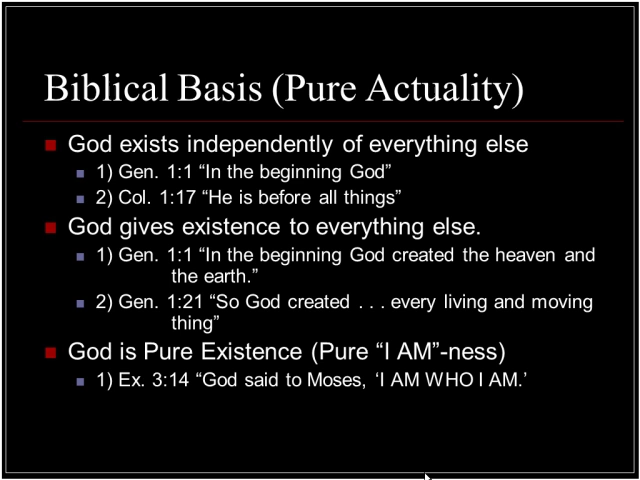 Biblical Basis (Pure Actuality)
God exists independently of everything else
1) Gen. 1:1 “In the beginning God”
2) Col. 1:17 “He is before all things”
God gives existence to everything else.
1) Gen. 1:1 “In the beginning God created the heaven and
the earth.”
2) Gen. 1:21 “So God created . . . every living and moving
thing”
God is Pure Existence (Pure “I AM”-ness)
1) Ex. 3:14 “God said to Moses, ‘I AM WHO I AM.’